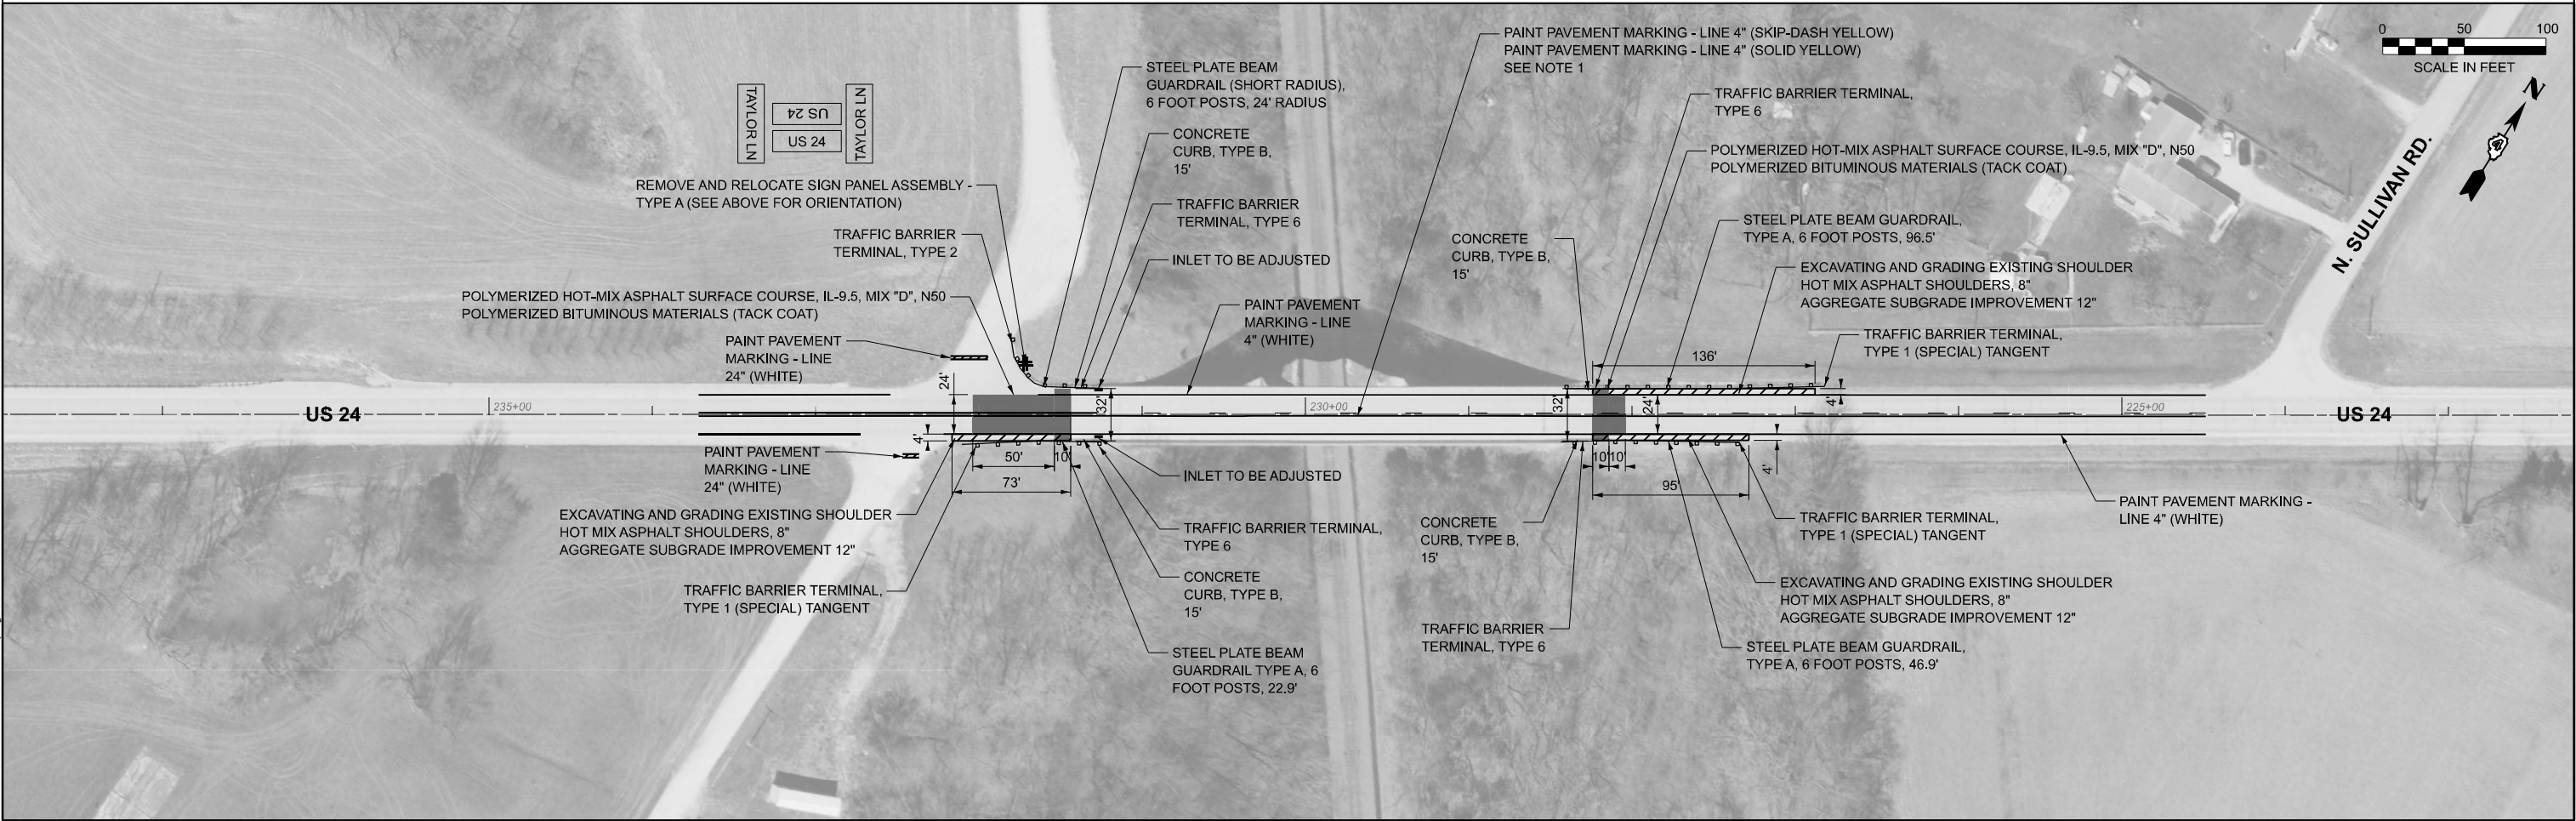 PAINT PAVEMENT MARKING - LINE 4" (SKIP-DASH YELLOW)
PAINT PAVEMENT MARKING - LINE 4" (SOLID YELLOW)
SEE NOTE 1
0 50 100
SCALE IN FEET
N
4
N. SULLIVAN RD.
STEEL PLATE BEAM
GUARDRAIL (SHORT RADIUS),
6 FOOT POSTS, 24' RADIUS
TAYLOR LN
US 24
US 24
TAYLOR LN
CONCRETE
CURB, TYPE B,
15'
TRAFFIC BARRIER TERMINAL,
TYPE 6
POLYMERIZED HOT-MIX ASPHALT SURFACE COURSE, IL-9.5, MIX "D", N50
POLYMERIZED BITUMINOUS MATERIALS (TACK COAT)
REMOVE AND RELOCATE SIGN PANEL ASSEMBLY -
TYPE A (SEE ABOVE FOR ORIENTATION)
TRAFFIC BARRIER
TERMINAL, TYPE 6
STEEL PLATE BEAM GUARDRAIL,
TYPE A, 6 FOOT POSTS, 96.5'
TRAFFIC BARRIER
TERMINAL, TYPE 2
CONCRETE
CURB, TYPE B,
15'
INLET TO BE ADJUSTED
EXCAVATING AND GRADING EXISTING SHOULDER
HOT MIX ASPHALT SHOULDERS, 8"
AGGREGATE SUBGRADE IMPROVEMENT 12"
POLYMERIZED HOT-MIX ASPHALT SURFACE COURSE, IL-9.5, MIX "D", N50
POLYMERIZED BITUMINOUS MATERIALS (TACK COAT)
PAINT PAVEMENT
MARKING - LINE
4" (WHITE)
TRAFFIC BARRIER TERMINAL,
TYPE 1 (SPECIAL) TANGENT
PAINT PAVEMENT
MARKING - LINE
24" (WHITE)
136'
24'
32'
32'
24'
4'
US 24
235+00
230+00
225+00
US 24
4'
4'
50'
10'
73'
10'
10'
95'
PAINT PAVEMENT
MARKING - LINE
24" (WHITE)
INLET TO BE ADJUSTED
PAINT PAVEMENT MARKING -
LINE 4" (WHITE)
EXCAVATING AND GRADING EXISTING SHOULDER
HOT MIX ASPHALT SHOULDERS, 8"
AGGREGATE SUBGRADE IMPROVEMENT 12"
TRAFFIC BARRIER TERMINAL,
TYPE 6
CONCRETE
CURB, TYPE B,
15'
TRAFFIC BARRIER TERMINAL,
TYPE 1 (SPECIAL) TANGENT
TRAFFIC BARRIER TERMINAL,
TYPE 1 (SPECIAL) TANGENT
CONCRETE
CURB, TYPE B,
15'
EXCAVATING AND GRADING EXISTING SHOULDER
HOT MIX ASPHALT SHOULDERS, 8"
AGGREGATE SUBGRADE IMPROVEMENT 12"
STEEL PLATE BEAM
GUARDRAIL TYPE A, 6
FOOT POSTS, 22.9'
TRAFFIC BARRIER
TERMINAL, TYPE 6
STEEL PLATE BEAM GUARDRAIL,
TYPE A, 6 FOOT POSTS, 46.9'